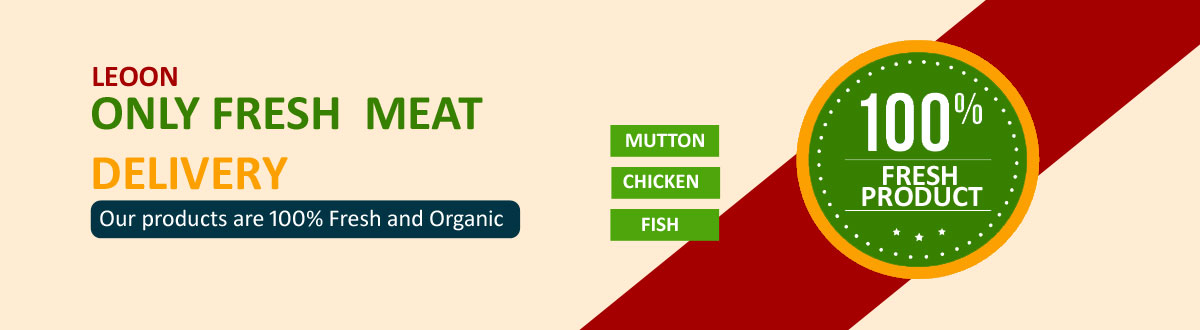 LEOON
ONLY FRESH MEAT
DELIVERY
Our products are 100% Fresh and Organic
MUTTON
CHICKEN
FISH
100%
FRESH
PRODUCT